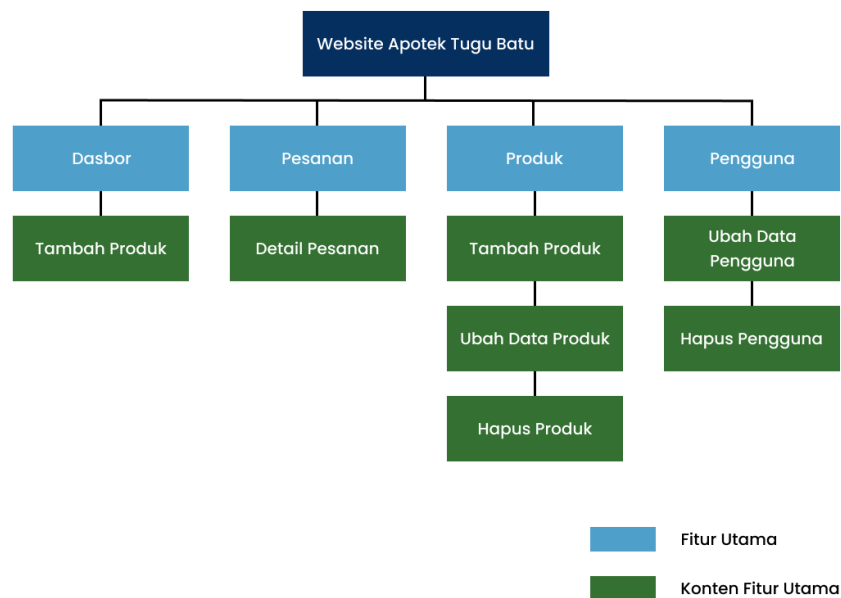 Website Apotek Tugu Batu
Dasbor
Pesanan
Produk
Pengguna
Tambah Produk
Detail Pesanan
Tambah Produk
Ubah Data
Pengguna
Ubah Data Produk
Hapus Pengguna
Hapus Produk
Fitur Utama
Konten Fitur Utama